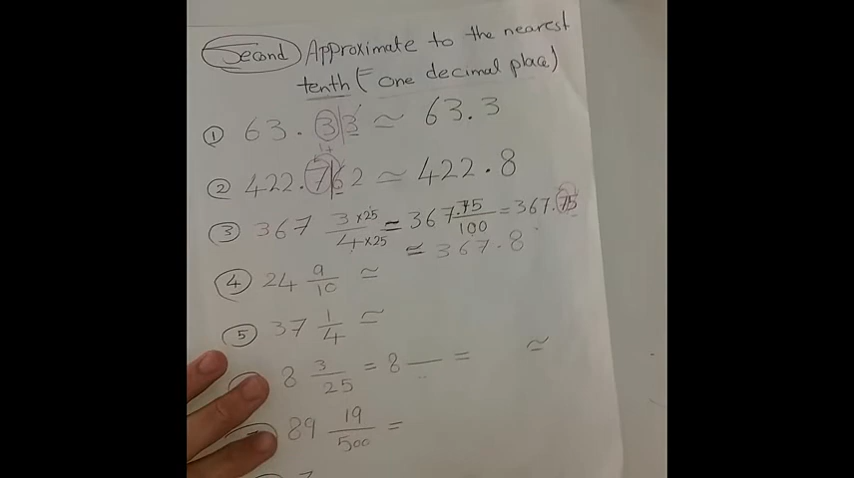 Second Approximate to the nearest
tenth (= one decimal place)
① 63.33 ≃ 63.3
② 422.762 ≃ 422.8
③ 367 3×25/4×25 = 367 75/100 = 367.75
≃ 367.8
④ 24 9/10 ≃
⑤ 37 1/4 ≃
8 3/25 = 8 — = ≃
89 19/500 =